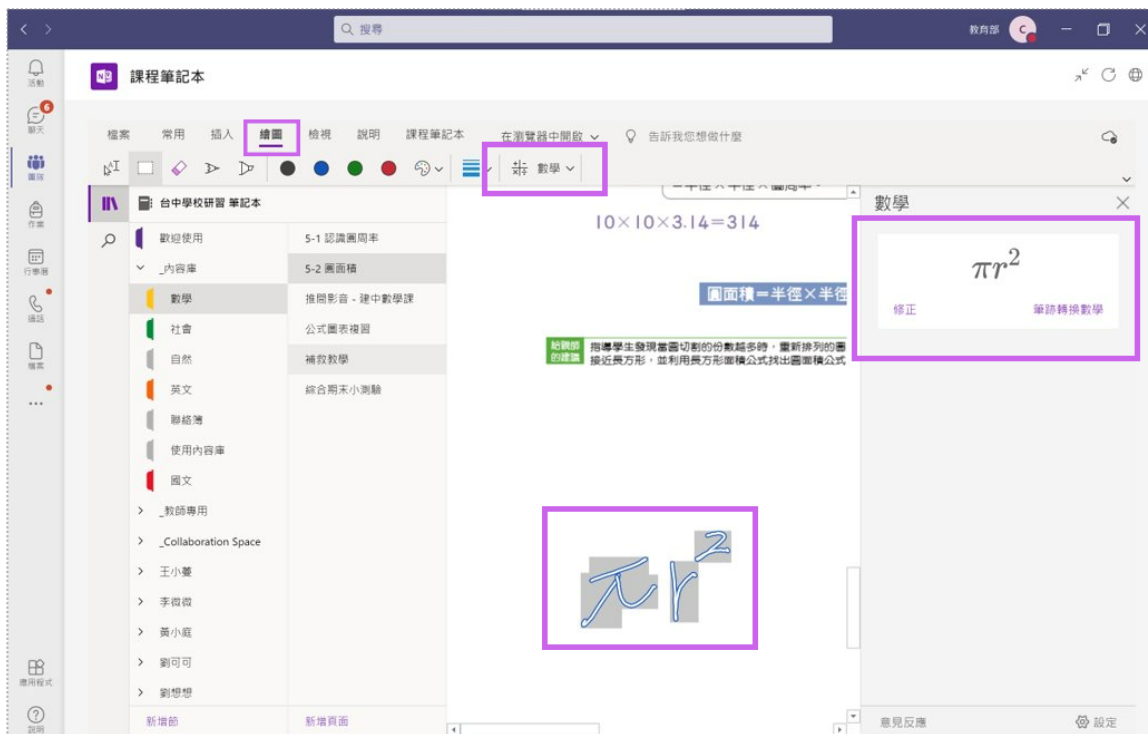 搜尋
教育部
C
活動
6
聊天
團隊
作業
行事曆
通話
檔案
...
應用程式
說明
N
課程筆記本
檔案 常用 插入 繪圖 檢視 說明 課程筆記本 在瀏覽器中開啟 告訴我您想做什麼
數學
台中學校研習 筆記本
歡迎使用
_內容庫
數學
社會
自然
英文
聯絡簿
使用內容庫
國文
_教師專用
_Collaboration Space
王小蔓
李微微
黃小庭
劉可可
劉想想
新增節
5-1 認識圓周率
5-2 圓面積
推閱影音 - 建中數學課
公式圖表複習
補救教學
綜合期末小測驗
新增頁面
=半徑×半徑×圓周率。
10×10×3.14=314
圓面積=半徑×半徑
給親師的建議
指導學生發現當圓切割的份數越多時,重新排列的圖
接近長方形,並利用長方形面積公式找出圓面積公式
πr²
數學
πr²
修正 筆跡轉換數學
意見反應 設定